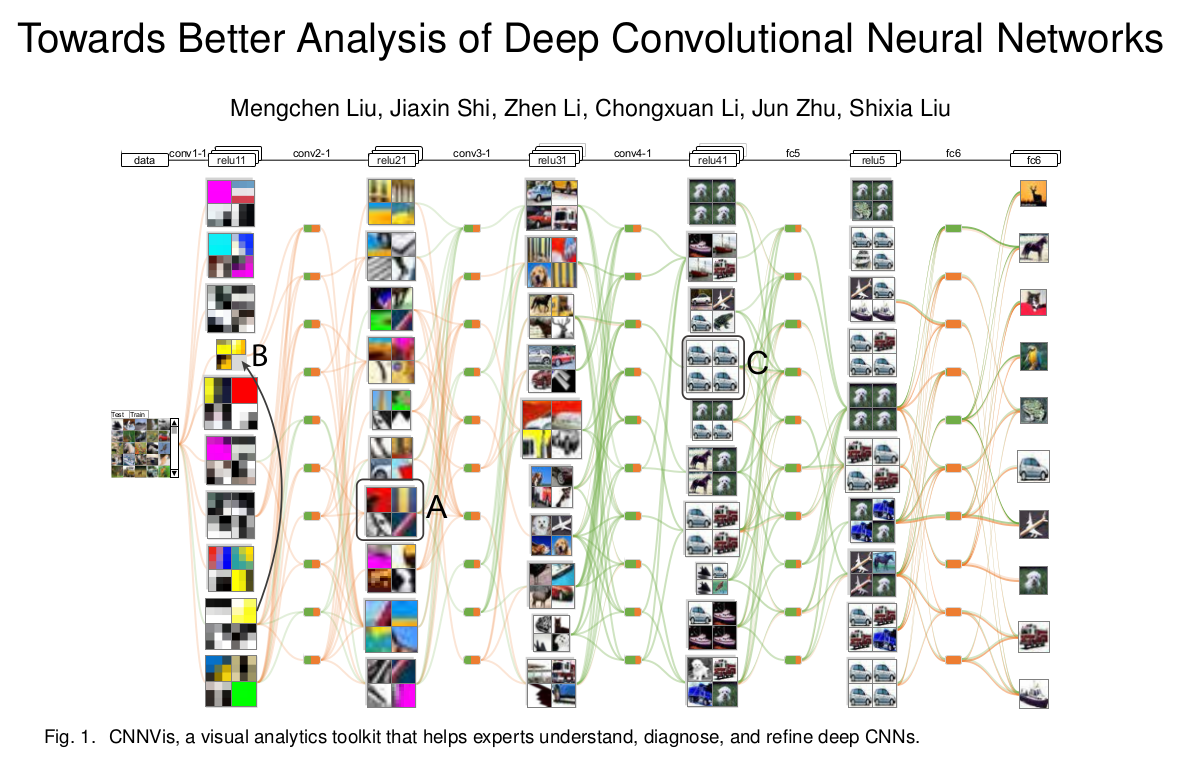 Towards Better Analysis of Deep Convolutional Neural Networks
Mengchen Liu, Jiaxin Shi, Zhen Li, Chongxuan Li, Jun Zhu, Shixia Liu
data conv1-1 relu11 conv2-1 relu21 conv3-1 relu31 conv4-1 relu41 fc5 relu5 fc6 fc6
B
C
Test Train
A
Fig. 1. CNNVis, a visual analytics toolkit that helps experts understand, diagnose, and refine deep CNNs.